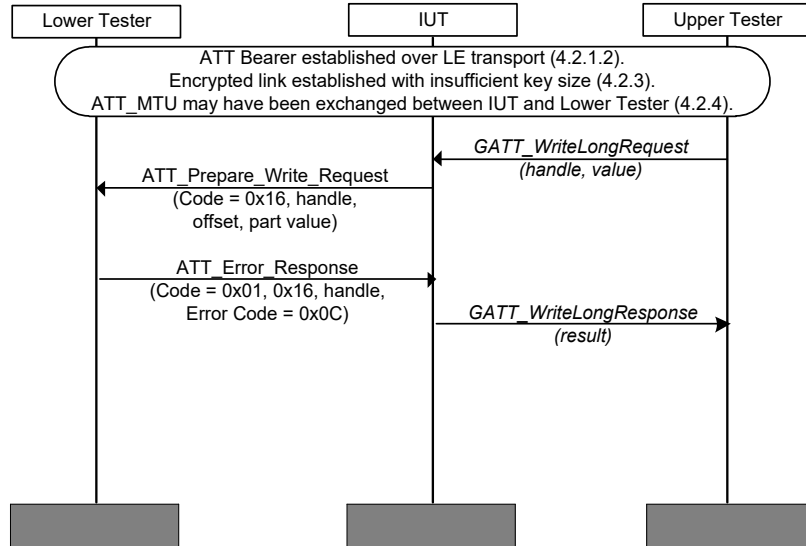 Lower Tester
IUT
Upper Tester
ATT Bearer established over LE transport (4.2.1.2).
Encrypted link established with insufficient key size (4.2.3).
ATT_MTU may have been exchanged between IUT and Lower Tester (4.2.4).
GATT_WriteLongRequest
(handle, value)
ATT_Prepare_Write_Request
(Code = 0x16, handle,
offset, part value)
ATT_Error_Response
(Code = 0x01, 0x16, handle,
Error Code = 0x0C)
GATT_WriteLongResponse
(result)